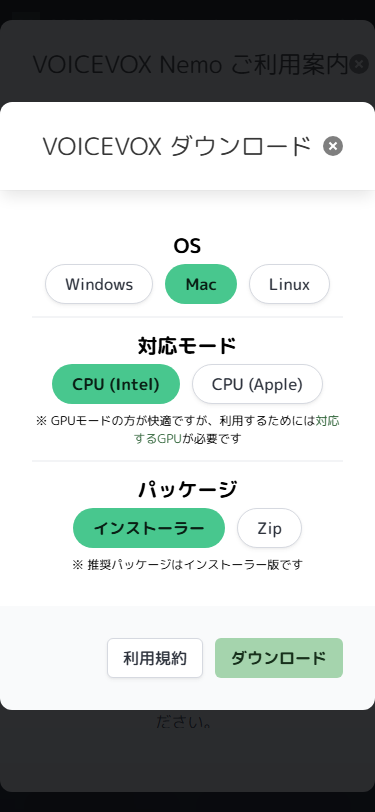 VOICEVOX Nemo ご利用案内
VOICEVOX ダウンロード
OS
Windows
Mac
Linux
対応モード
CPU (Intel)
CPU (Apple)
※ GPUモードの方が快適ですが、利用するためには対応
するGPUが必要です
パッケージ
インストーラー
Zip
※ 推奨パッケージはインストーラー版です
利用規約
ダウンロード
ださい。